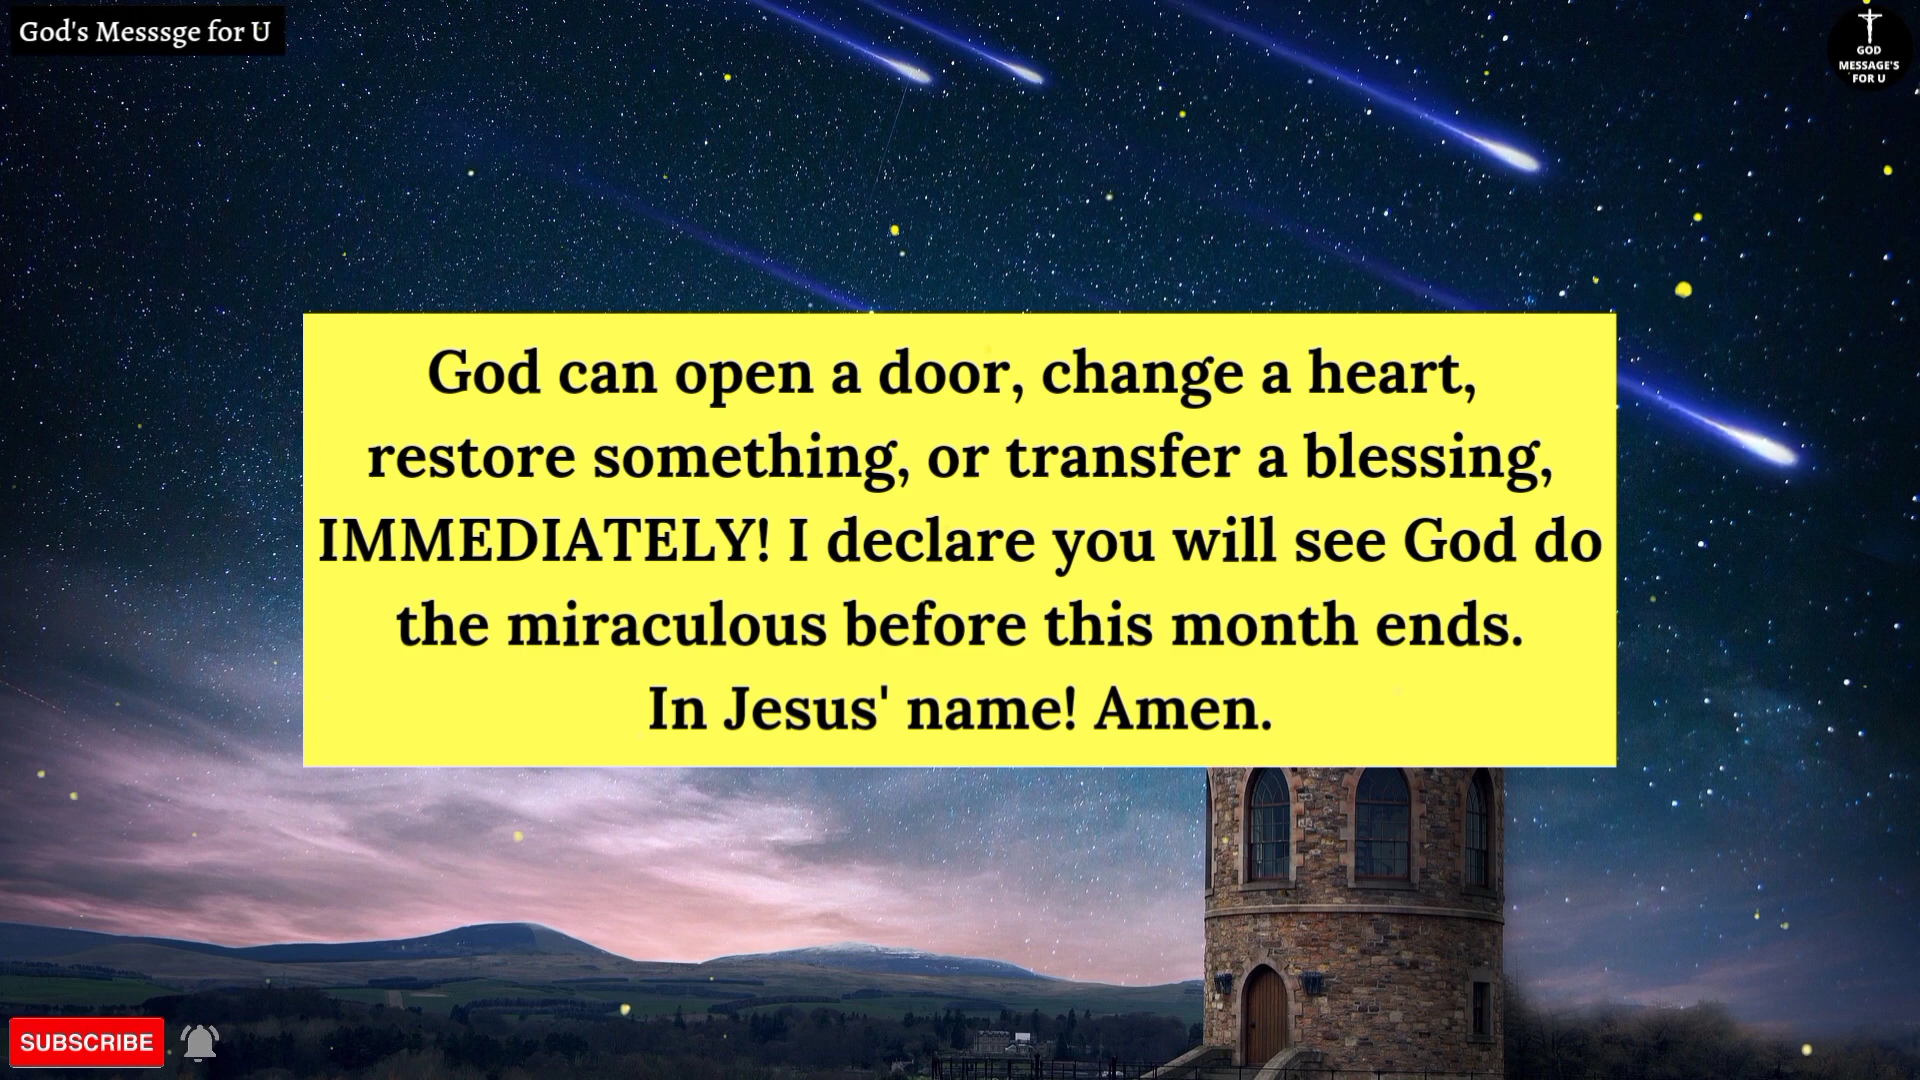 God's Messsge for U
GOD
MESSAGE'S
FOR U
God can open a door, change a heart,
restore something, or transfer a blessing,
IMMEDIATELY! I declare you will see God do
the miraculous before this month ends.
In Jesus' name! Amen.
SUBSCRIBE